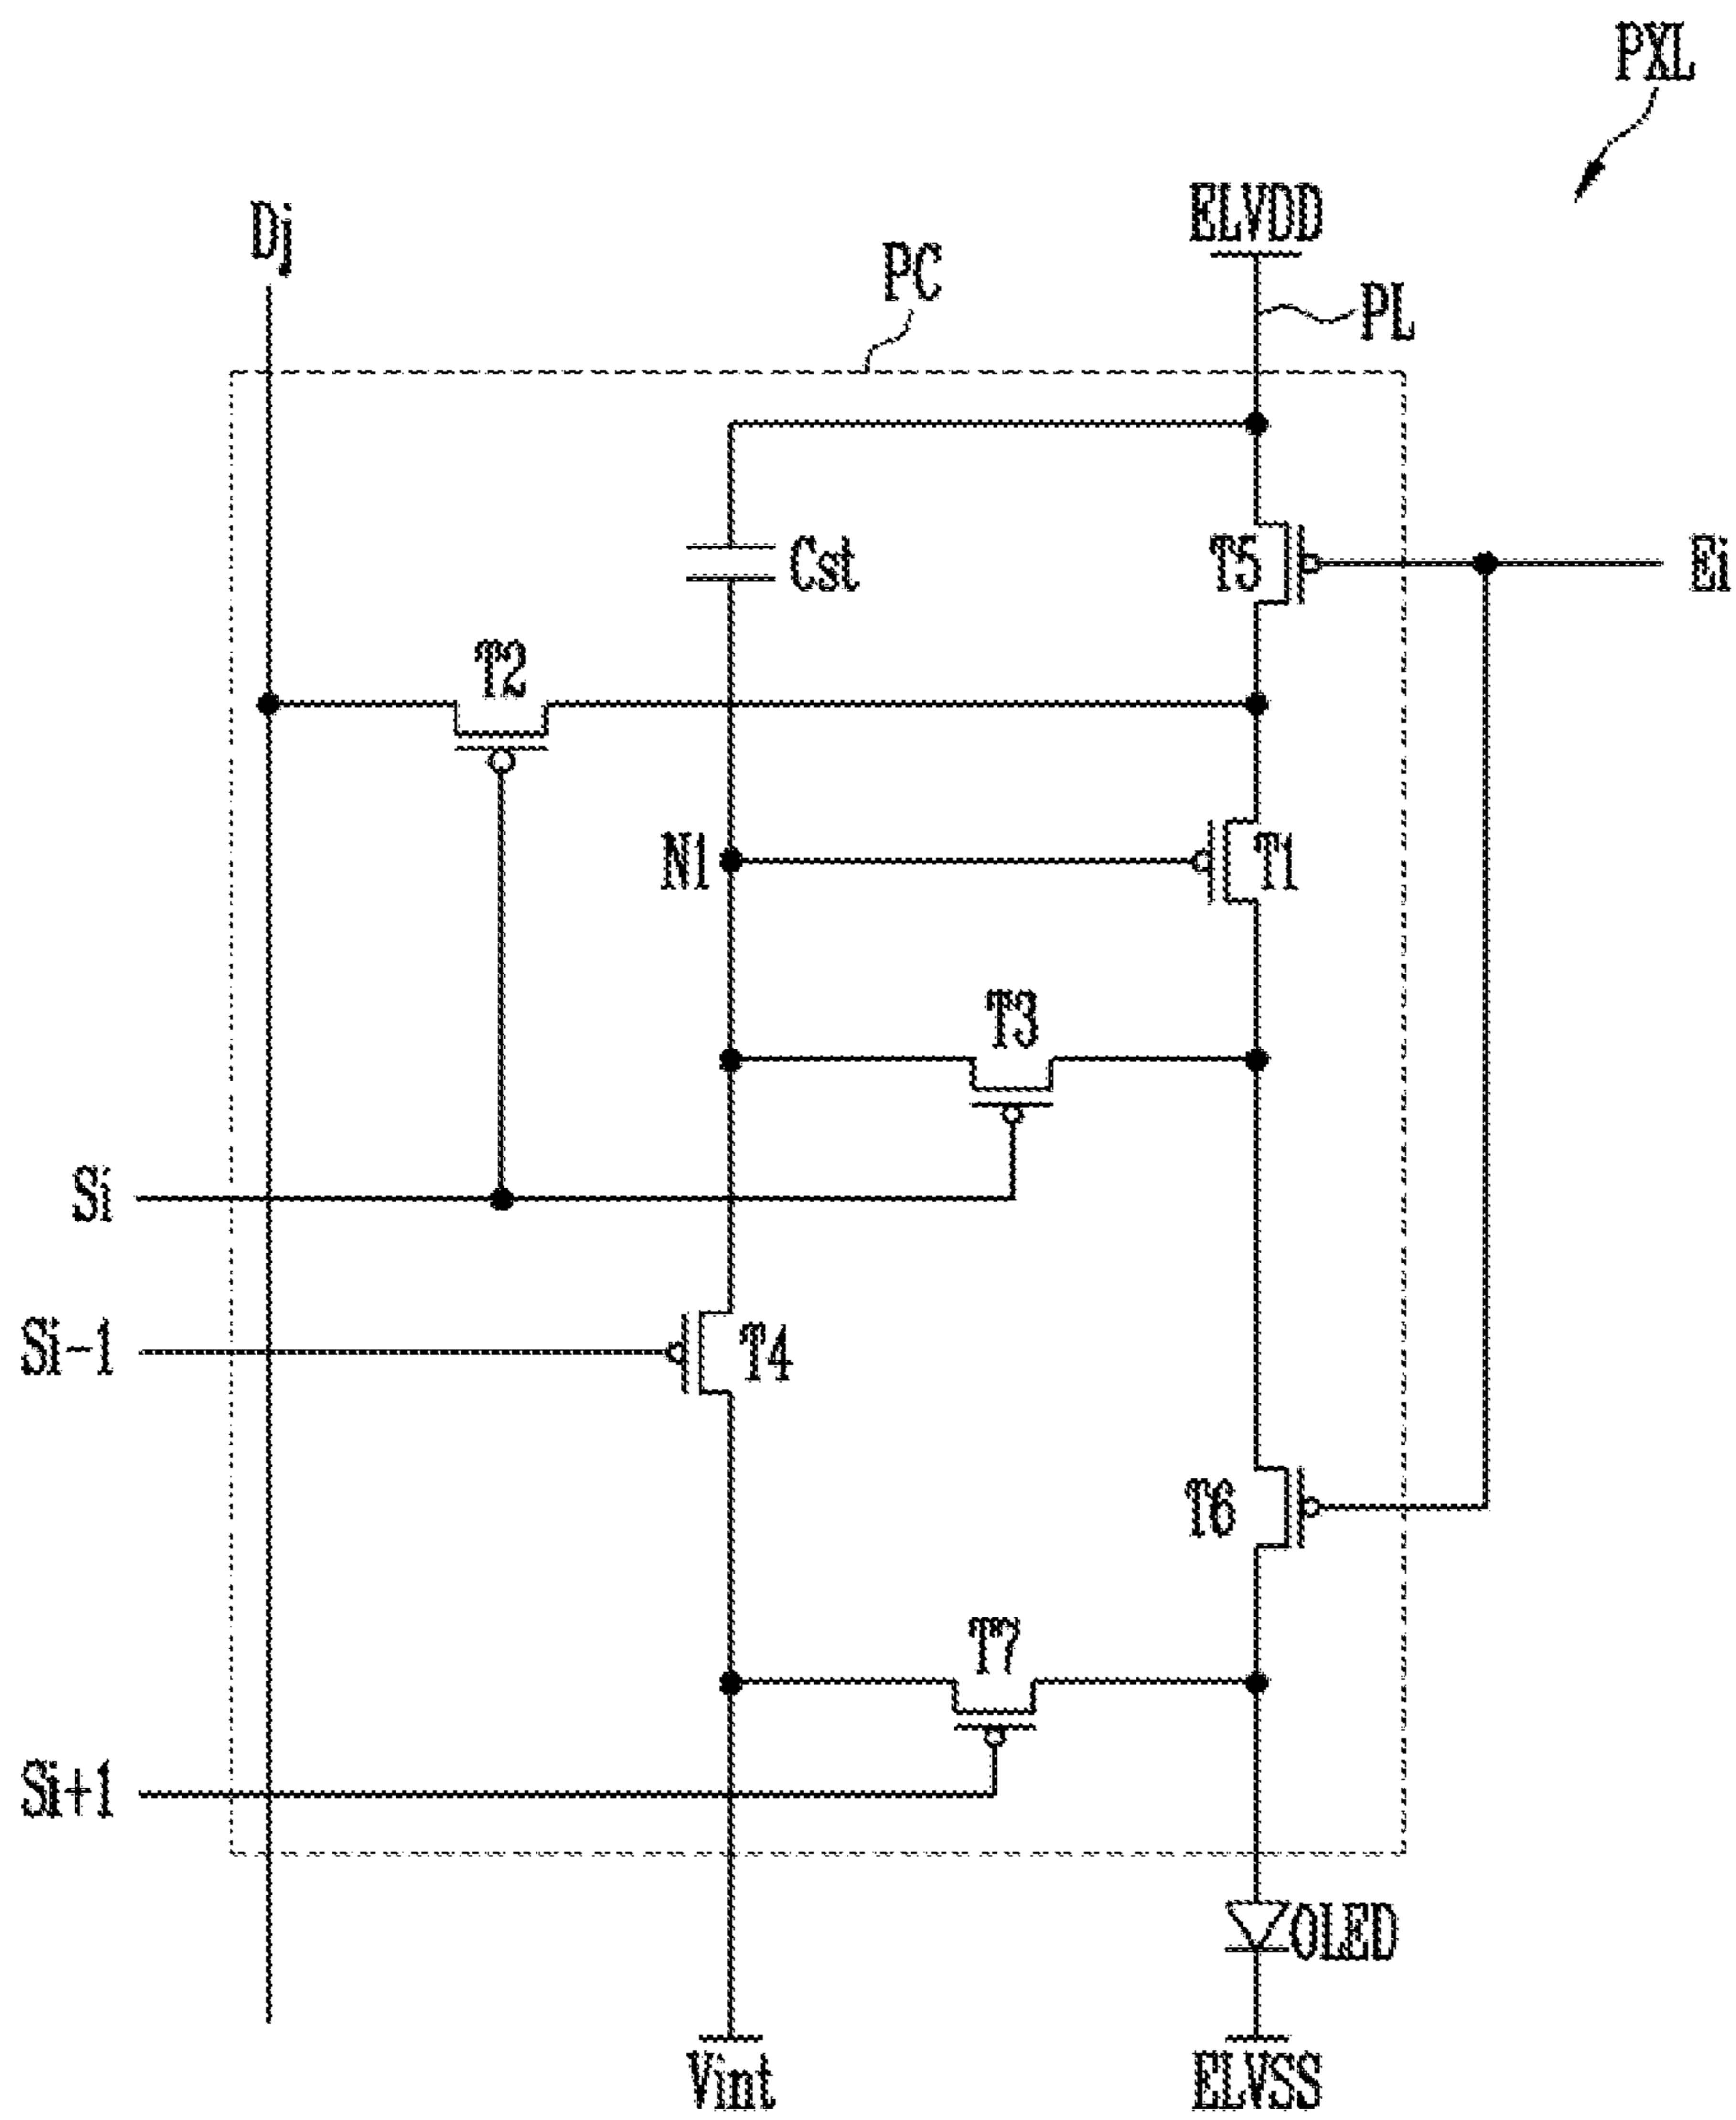 PXL
ELVDD
Dj
PC
PL
Cst
T5
Ei
T2
N1
T1
T3
Si
Si-1
T4
T6
T7
Si+1
OLED
Vint
ELVSS